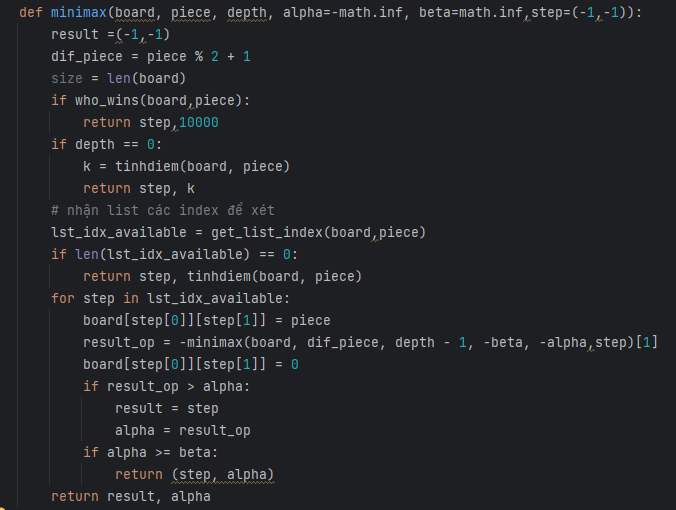 def minimax(board, piece, depth, alpha=-math.inf, beta=math.inf,step=(-1,-1)):
    result =(-1,-1)
    dif_piece = piece % 2 + 1
    size = len(board)
    if who_wins(board,piece):
        return step,10000
    if depth == 0:
        k = tinhdiem(board, piece)
        return step, k
    # nhận list các index để xét
    lst_idx_available = get_list_index(board,piece)
    if len(lst_idx_available) == 0:
        return step, tinhdiem(board, piece)
    for step in lst_idx_available:
        board[step[0]][step[1]] = piece
        result_op = -minimax(board, dif_piece, depth - 1, -beta, -alpha,step)[1]
        board[step[0]][step[1]] = 0
        if result_op > alpha:
            result = step
            alpha = result_op
        if alpha >= beta:
            return (step, alpha)
    return result, alpha